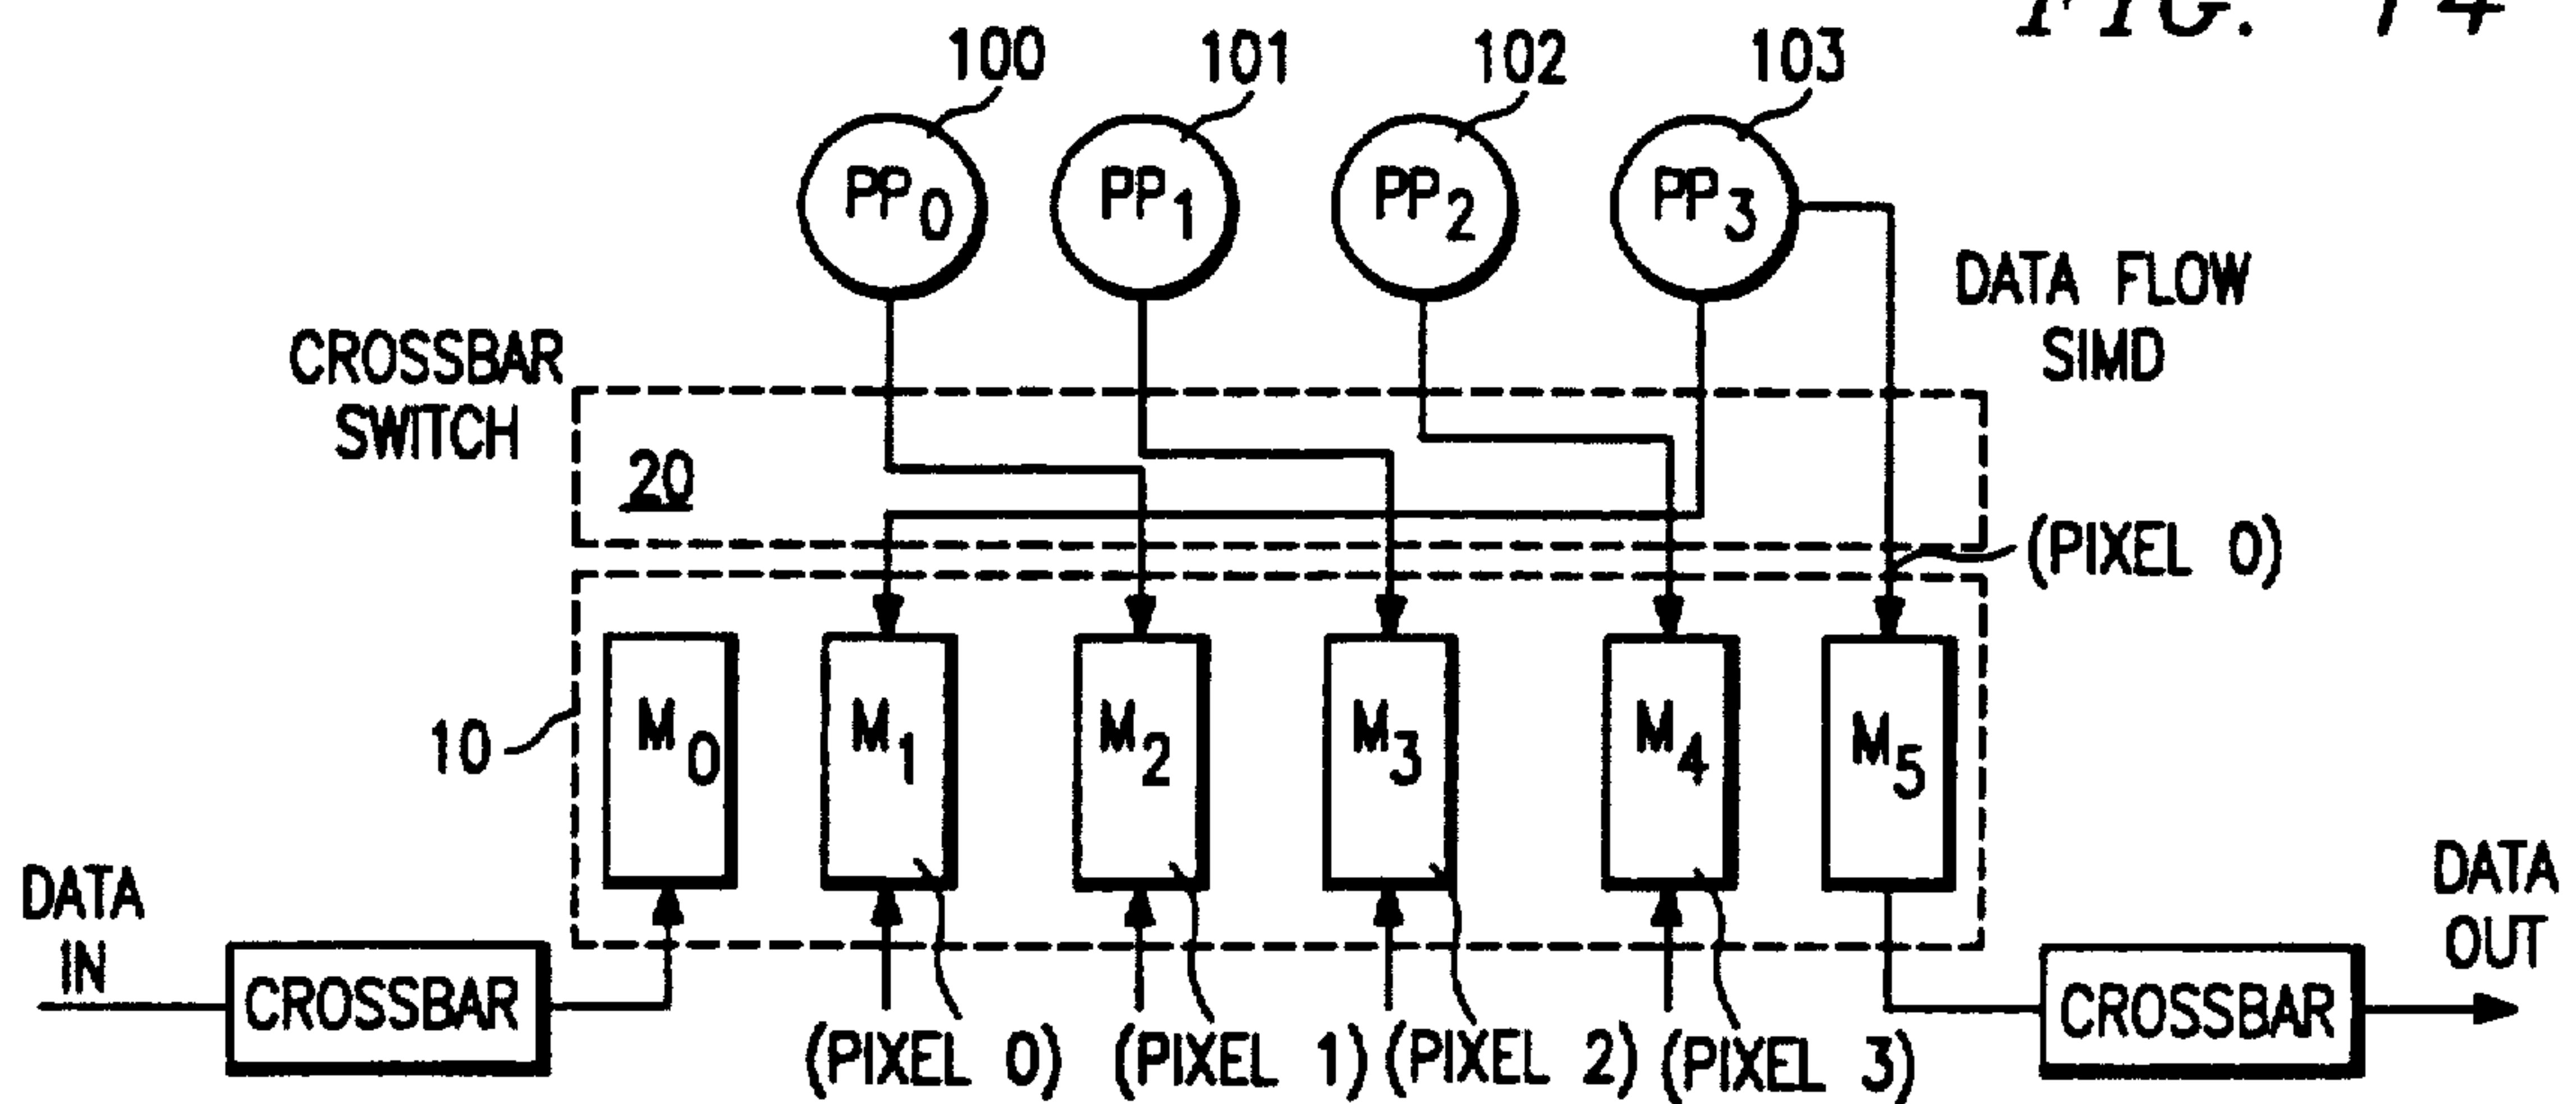 FIG. 14
100 101 102 103
PP0 PP1 PP2 PP3
DATA FLOW
SIMD
CROSSBAR
SWITCH
20
(PIXEL 0)
10
M0 M1 M2 M3 M4 M5
DATA
IN
CROSSBAR
(PIXEL 0) (PIXEL 1) (PIXEL 2) (PIXEL 3)
CROSSBAR
DATA
OUT